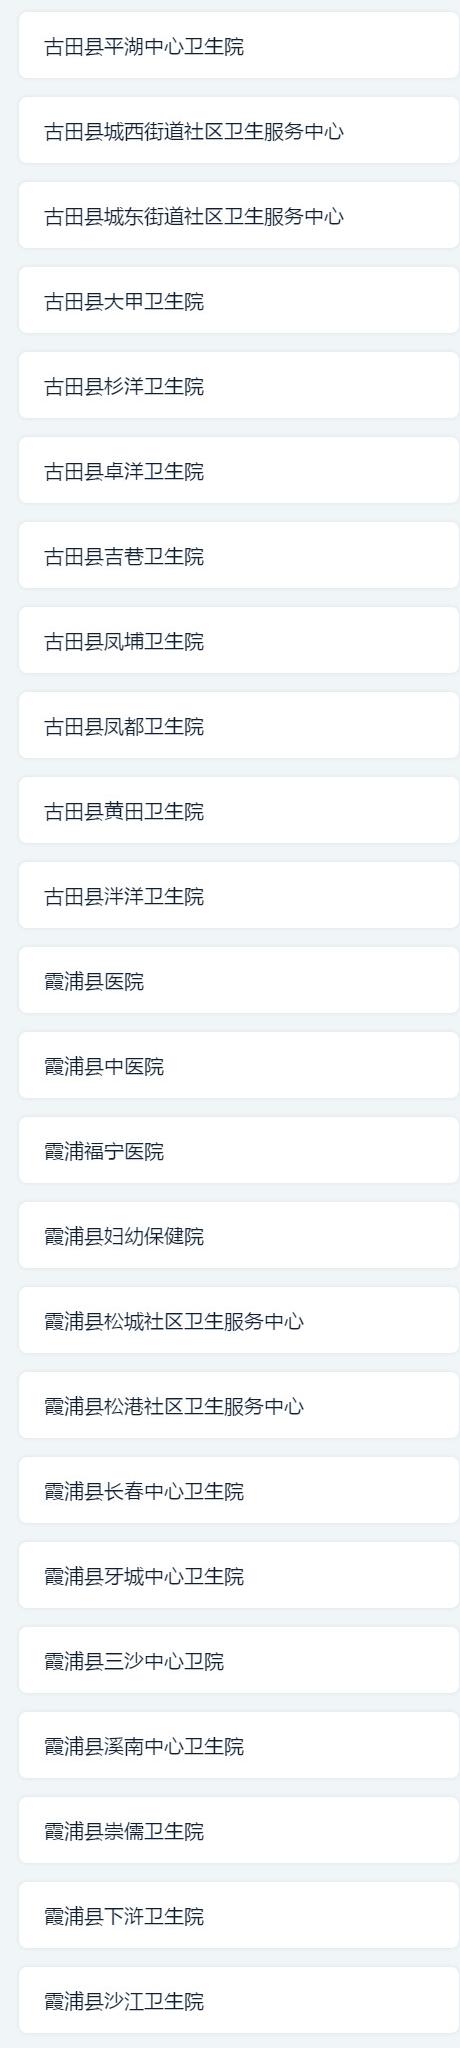 古田县平湖中心卫生院
古田县城西街道社区卫生服务中心
古田县城东街道社区卫生服务中心
古田县大甲卫生院
古田县杉洋卫生院
古田县卓洋卫生院
古田县吉巷卫生院
古田县凤埔卫生院
古田县凤都卫生院
古田县黄田卫生院
古田县泮洋卫生院
霞浦县医院
霞浦县中医院
霞浦福宁医院
霞浦县妇幼保健院
霞浦县松城社区卫生服务中心
霞浦县松港社区卫生服务中心
霞浦县长春中心卫生院
霞浦县牙城中心卫生院
霞浦县三沙中心卫院
霞浦县溪南中心卫生院
霞浦县崇儒卫生院
霞浦县下浒卫生院
霞浦县沙江卫生院